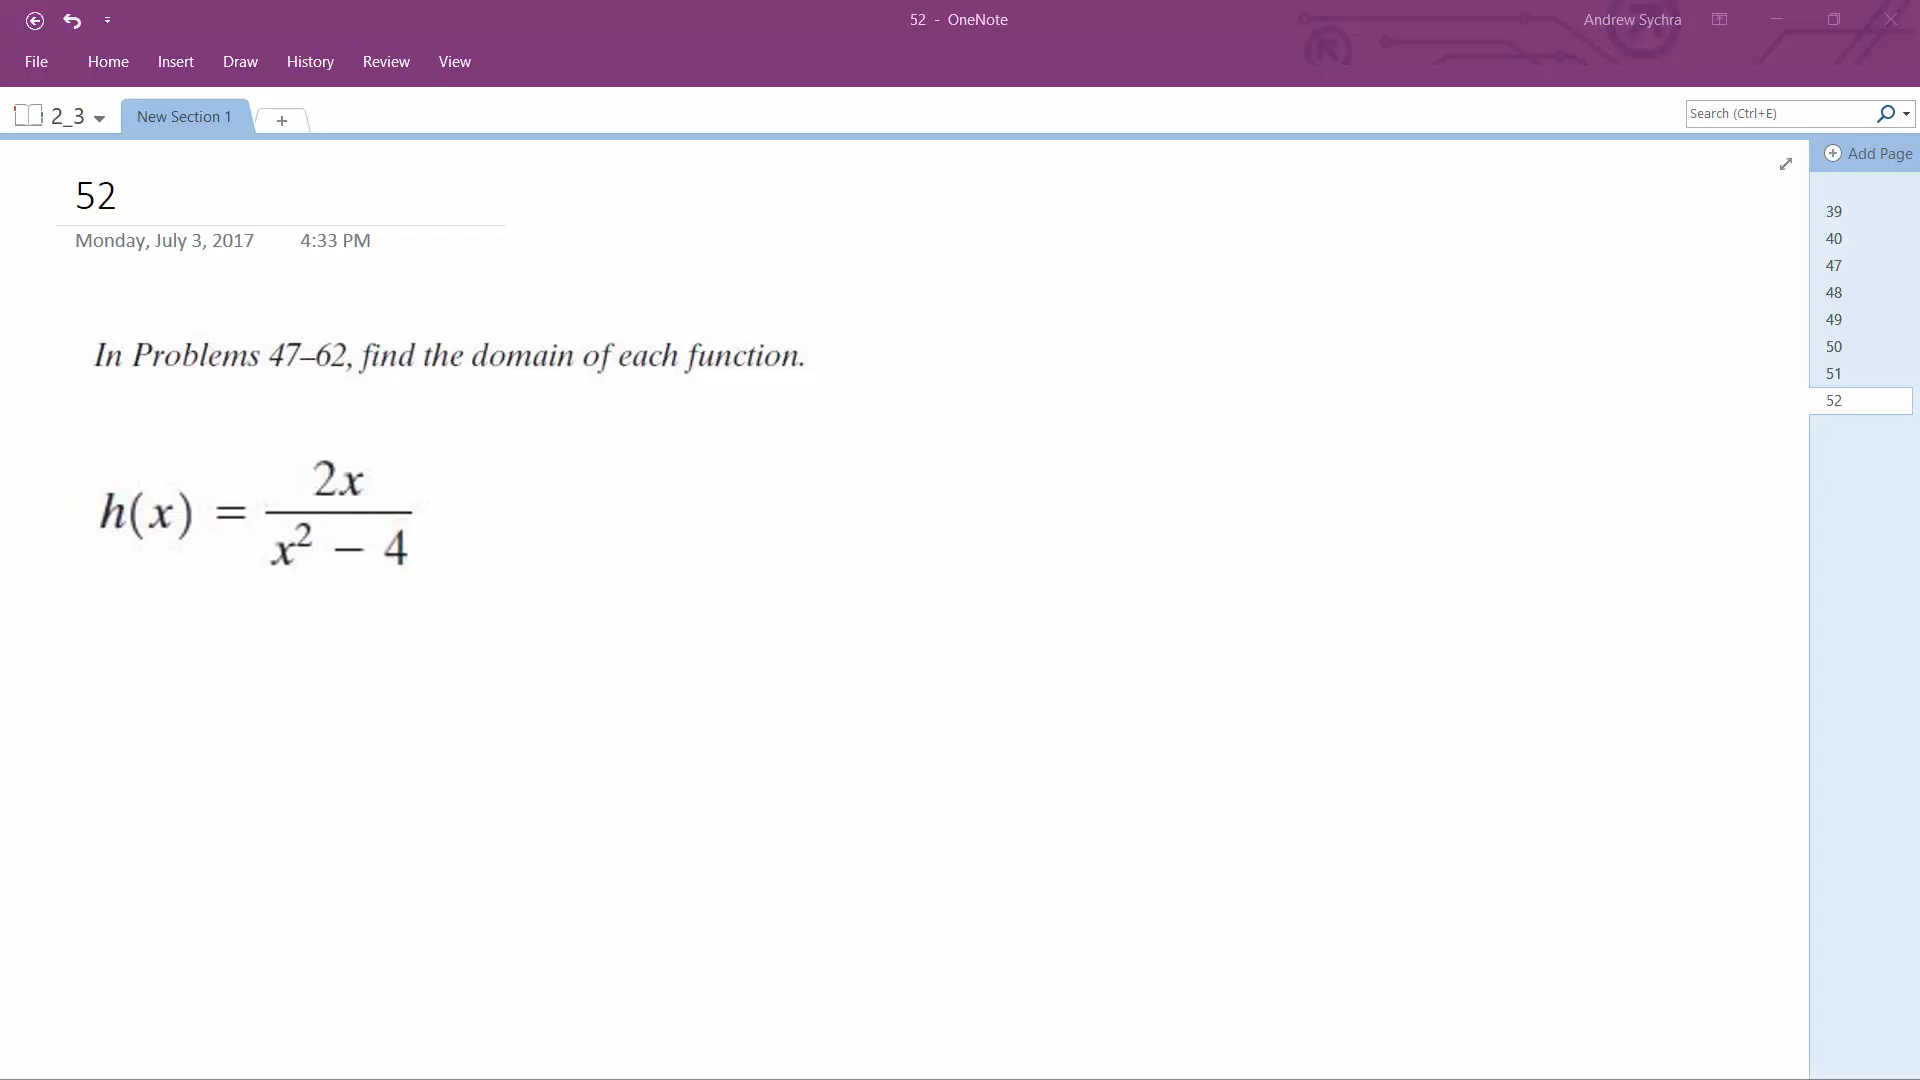 52 - OneNote
Andrew Sychra
File Home Insert Draw History Review View
2_3
New Section 1
+
Search (Ctrl+E)
Add Page
52
Monday, July 3, 2017 4:33 PM
In Problems 47–62, find the domain of each function.
h(x) = 2x / x² − 4
39
40
47
48
49
50
51
52